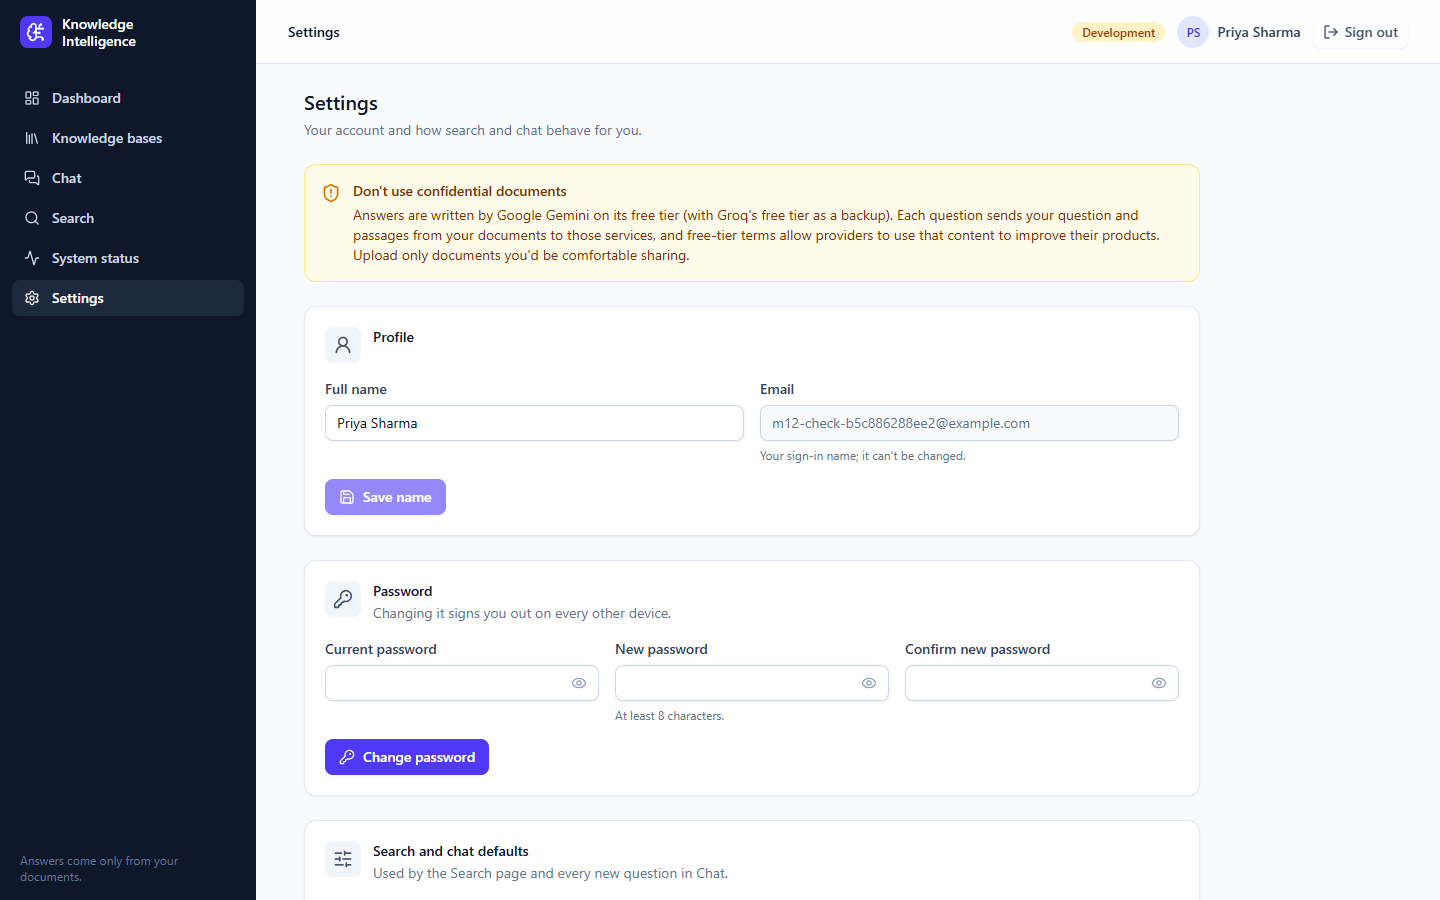 Knowledge
Intelligence
Dashboard
Knowledge bases
Chat
Search
System status
Settings
Answers come only from your
documents.
Settings
Development
PS
Priya Sharma
Sign out
Settings
Your account and how search and chat behave for you.
Don't use confidential documents
Answers are written by Google Gemini on its free tier (with Groq's free tier as a backup). Each question sends your question and
passages from your documents to those services, and free-tier terms allow providers to use that content to improve their products.
Upload only documents you'd be comfortable sharing.
Profile
Full name
Email
Priya Sharma
m12-check-b5c886288ee2@example.com
Your sign-in name; it can't be changed.
Save name
Password
Changing it signs you out on every other device.
Current password
New password
Confirm new password
At least 8 characters.
Change password
Search and chat defaults
Used by the Search page and every new question in Chat.